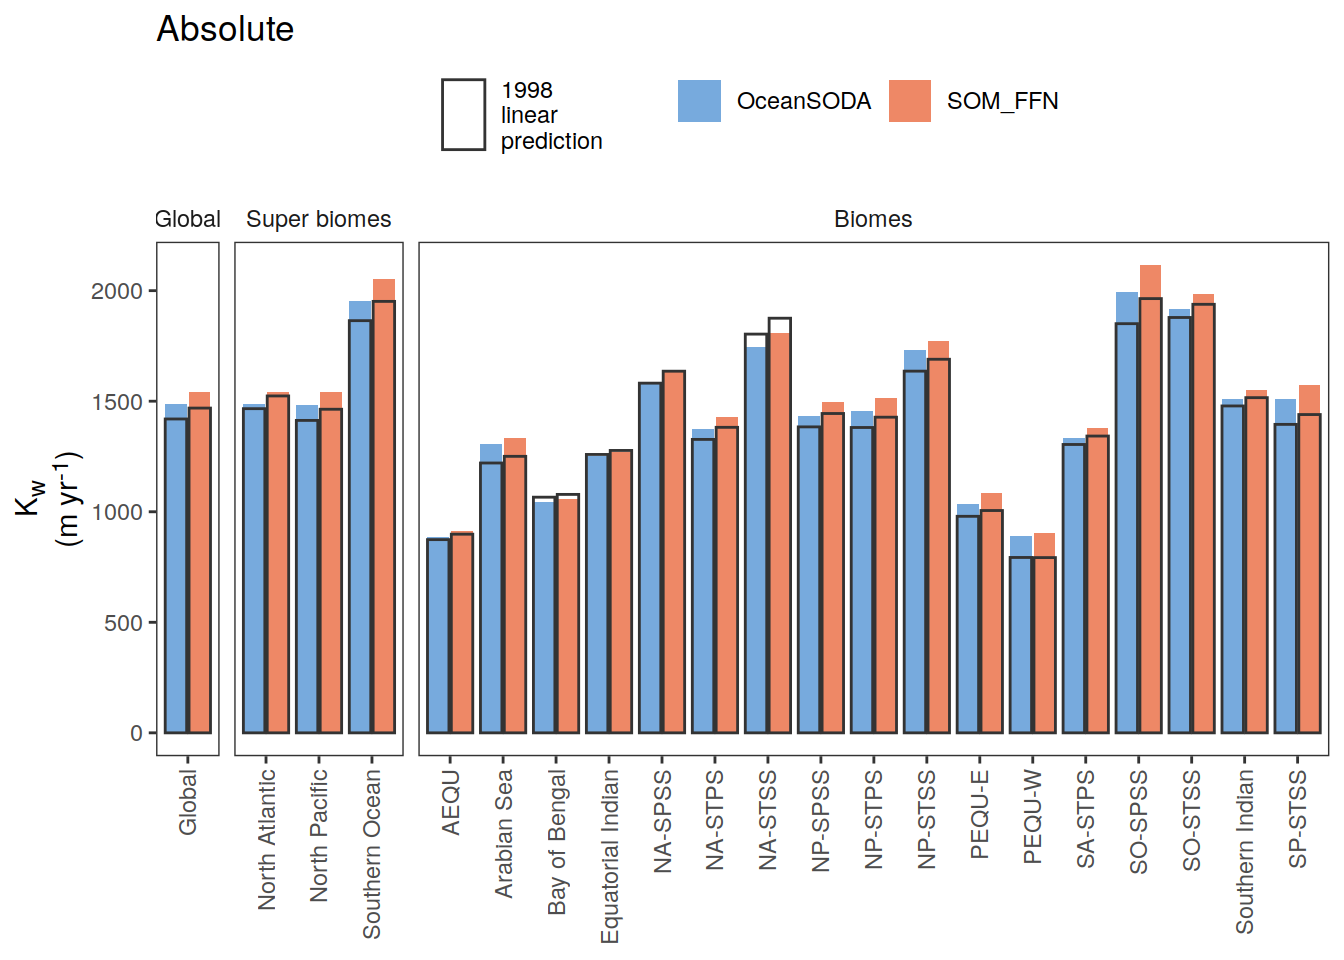 Absolute
1998
linear
prediction
OceanSODA
SOM_FFN
Global
Super biomes
Biomes
Kw
(m yr-1)
2000
1500
1000
500
0
Global
North Atlantic
North Pacific
Southern Ocean
AEQU
Arabian Sea
Bay of Bengal
Equatorial Indian
NA-SPSS
NA-STPS
NA-STSS
NP-SPSS
NP-STPS
NP-STSS
PEQU-E
PEQU-W
SA-STPS
SO-SPSS
SO-STSS
Southern Indian
SP-STSS